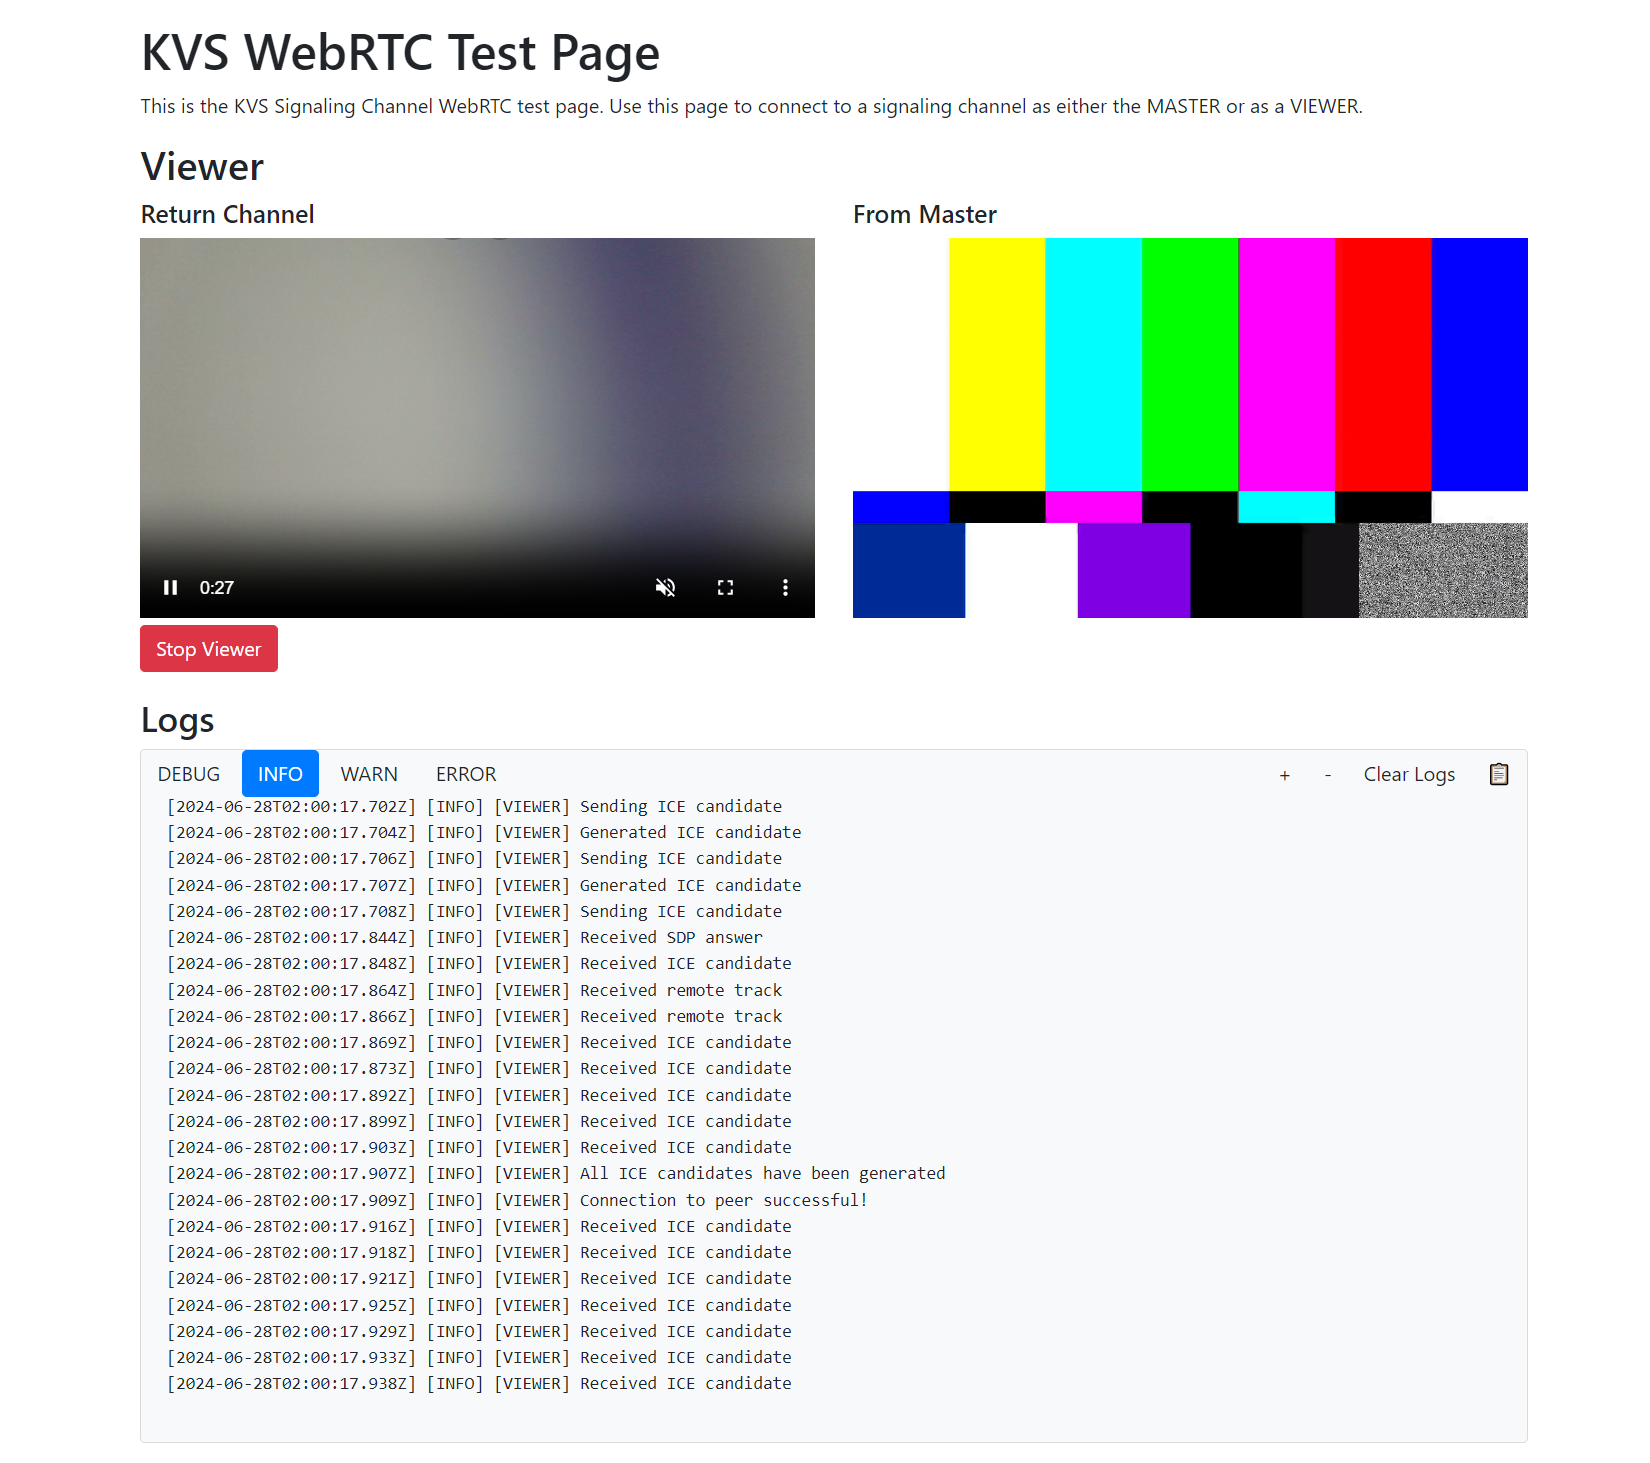 KVS WebRTC Test Page
This is the KVS Signaling Channel WebRTC test page. Use this page to connect to a signaling channel as either the MASTER or as a VIEWER.
Viewer
Return Channel
From Master
0:27
Stop Viewer
Logs
DEBUG INFO WARN ERROR + - Clear Logs
[2024-06-28T02:00:17.702Z] [INFO] [VIEWER] Sending ICE candidate
[2024-06-28T02:00:17.704Z] [INFO] [VIEWER] Generated ICE candidate
[2024-06-28T02:00:17.706Z] [INFO] [VIEWER] Sending ICE candidate
[2024-06-28T02:00:17.707Z] [INFO] [VIEWER] Generated ICE candidate
[2024-06-28T02:00:17.708Z] [INFO] [VIEWER] Sending ICE candidate
[2024-06-28T02:00:17.844Z] [INFO] [VIEWER] Received SDP answer
[2024-06-28T02:00:17.848Z] [INFO] [VIEWER] Received ICE candidate
[2024-06-28T02:00:17.864Z] [INFO] [VIEWER] Received remote track
[2024-06-28T02:00:17.866Z] [INFO] [VIEWER] Received remote track
[2024-06-28T02:00:17.869Z] [INFO] [VIEWER] Received ICE candidate
[2024-06-28T02:00:17.873Z] [INFO] [VIEWER] Received ICE candidate
[2024-06-28T02:00:17.892Z] [INFO] [VIEWER] Received ICE candidate
[2024-06-28T02:00:17.899Z] [INFO] [VIEWER] Received ICE candidate
[2024-06-28T02:00:17.903Z] [INFO] [VIEWER] Received ICE candidate
[2024-06-28T02:00:17.907Z] [INFO] [VIEWER] All ICE candidates have been generated
[2024-06-28T02:00:17.909Z] [INFO] [VIEWER] Connection to peer successful!
[2024-06-28T02:00:17.916Z] [INFO] [VIEWER] Received ICE candidate
[2024-06-28T02:00:17.918Z] [INFO] [VIEWER] Received ICE candidate
[2024-06-28T02:00:17.921Z] [INFO] [VIEWER] Received ICE candidate
[2024-06-28T02:00:17.925Z] [INFO] [VIEWER] Received ICE candidate
[2024-06-28T02:00:17.929Z] [INFO] [VIEWER] Received ICE candidate
[2024-06-28T02:00:17.933Z] [INFO] [VIEWER] Received ICE candidate
[2024-06-28T02:00:17.938Z] [INFO] [VIEWER] Received ICE candidate